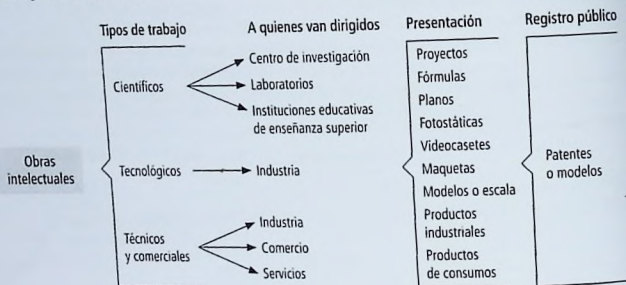 Tipos de trabajo
A quienes van dirigidos
Presentación
Registro público
Obras
intelectuales
Científicos
Tecnológicos
Técnicos
y comerciales
Centro de investigación
Laboratorios
Instituciones educativas
de enseñanza superior
Industria
Industria
Comercio
Servicios
Proyectos
Fórmulas
Planos
Fotostáticas
Videocasetes
Maquetas
Modelos o escala
Productos
industriales
Productos
de consumos
Patentes
o modelos